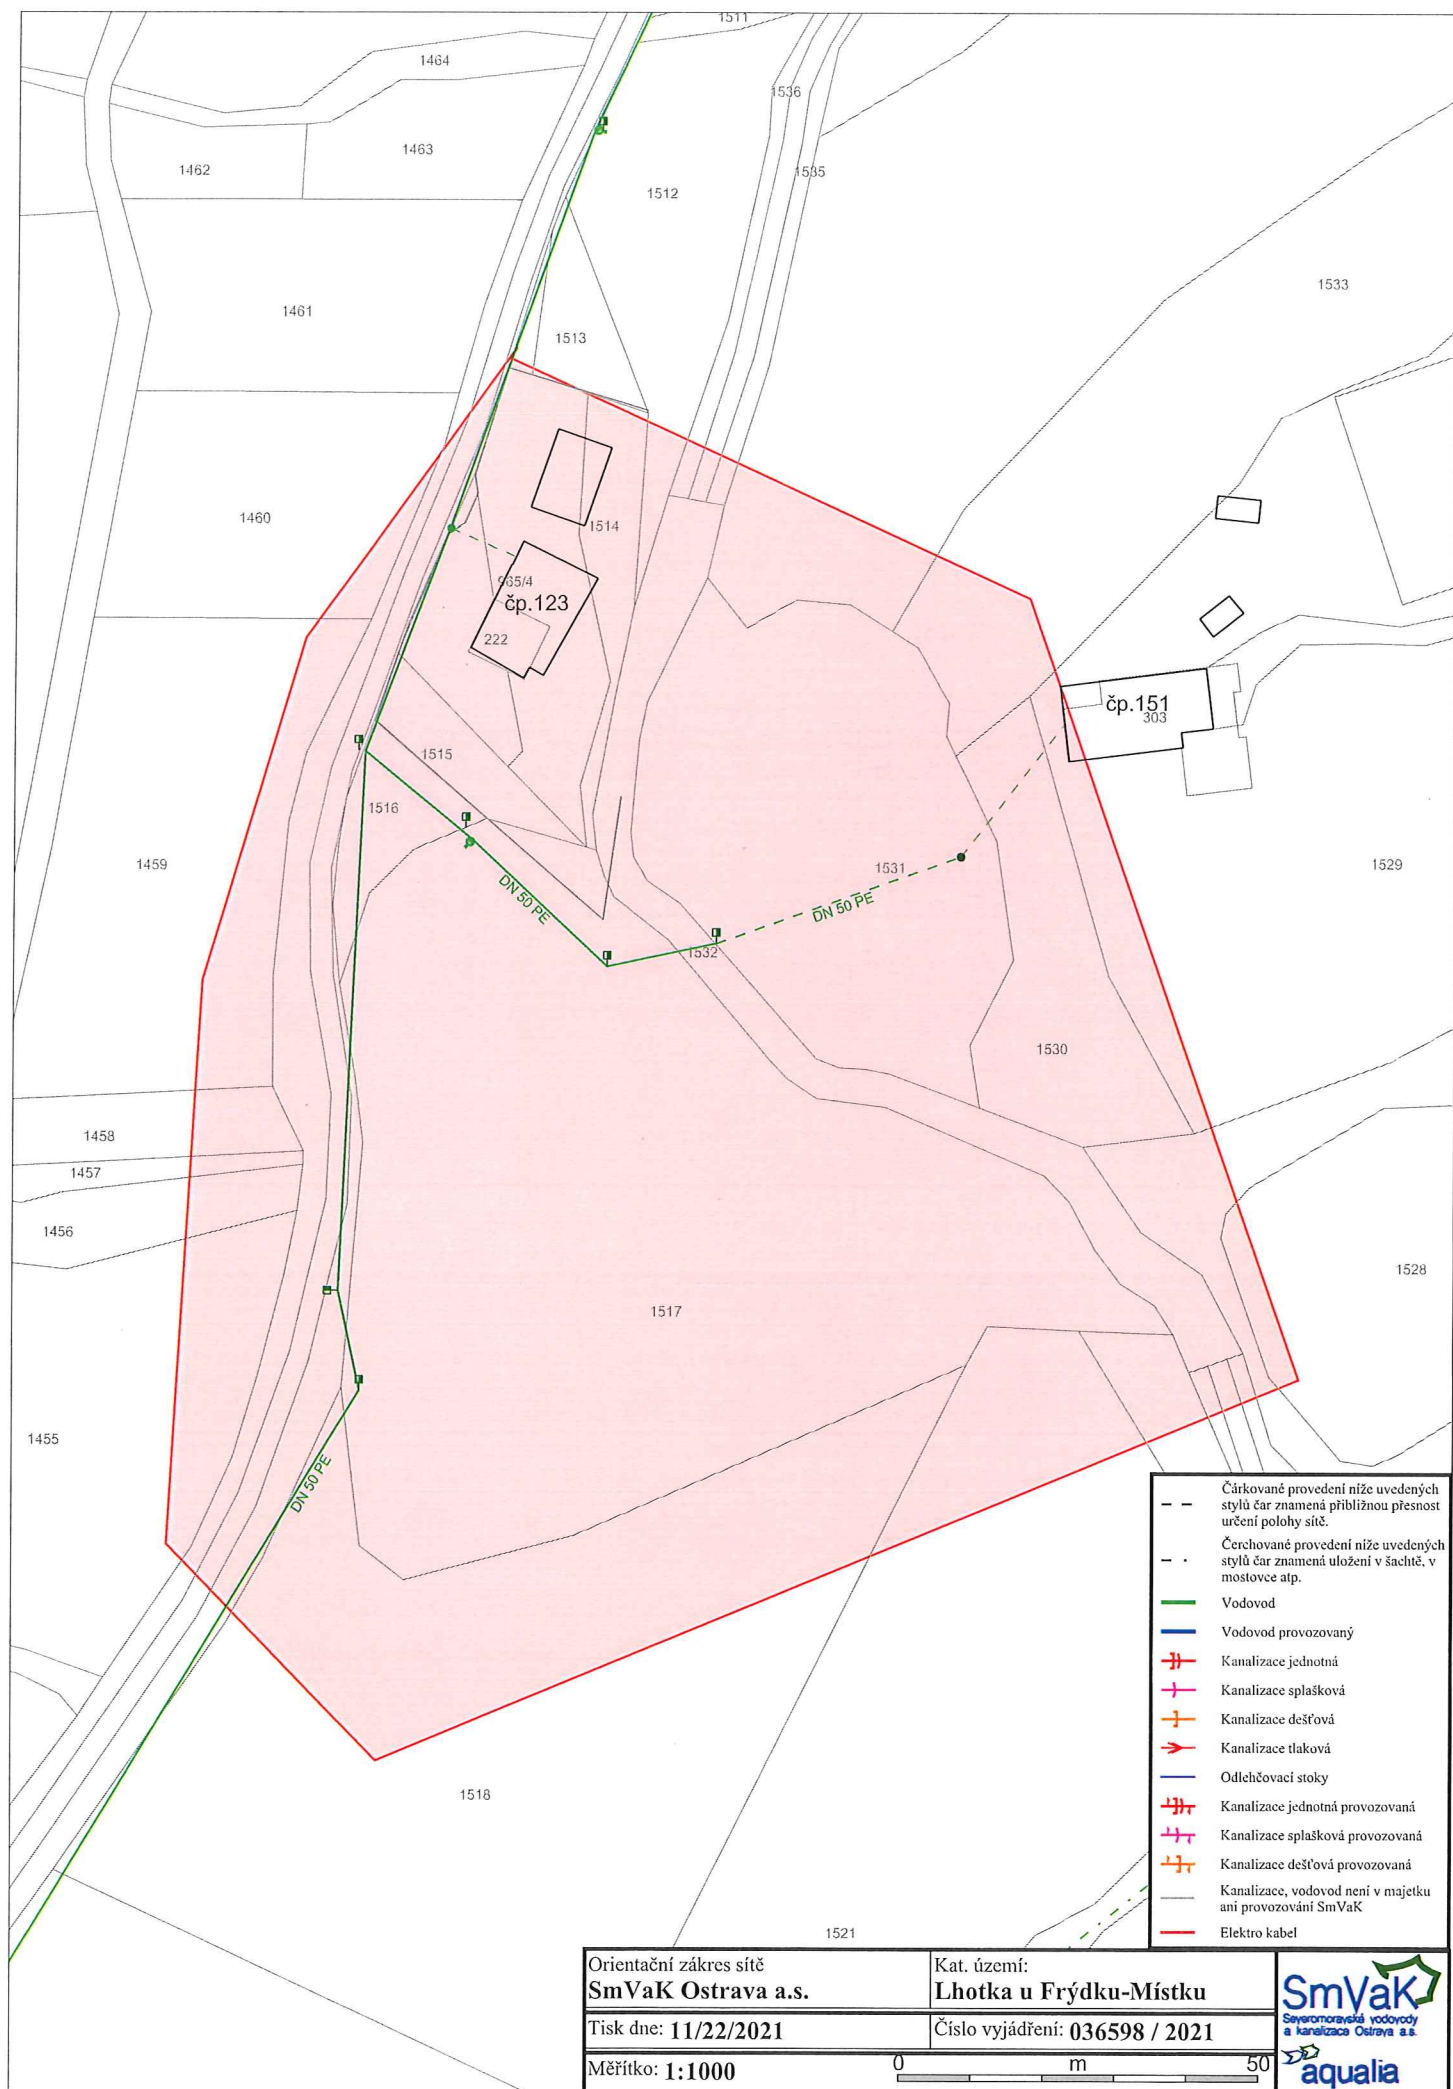 1511
1464
1536
1463
1462
1535
1512
1533
1461
1513
1460
1514
965/4
čp.123
222
čp.151
303
1515
1516
1459
1531
1529
DN 50 PE
DN 50 PE
1532
1530
1458
1457
1456
1528
1517
1455
DN 50 PE
1518
1521
Čárkované provedení níže uvedených
stylů čar znamená přibližnou přesnost
určení polohy sítě.
Čerchované provedení níže uvedených
stylů čar znamená uložení v šachtě, v
mostovce atp.
Vodovod
Vodovod provozovaný
Kanalizace jednotná
Kanalizace splašková
Kanalizace dešťová
Kanalizace tlaková
Odlehčovací stoky
Kanalizace jednotná provozovaná
Kanalizace splašková provozovaná
Kanalizace dešťová provozovaná
Kanalizace, vodovod není v majetku
ani provozování SmVaK
Elektro kabel
Orientační zákres sítě
SmVaK Ostrava a.s.
Kat. území:
Lhotka u Frýdku-Místku
Tisk dne: 11/22/2021
Číslo vyjádření: 036598 / 2021
Měřítko: 1:1000
0 m 50
SmVaK
Severomoravské vodovody
a kanalizace Ostrava a.s.
aqualia